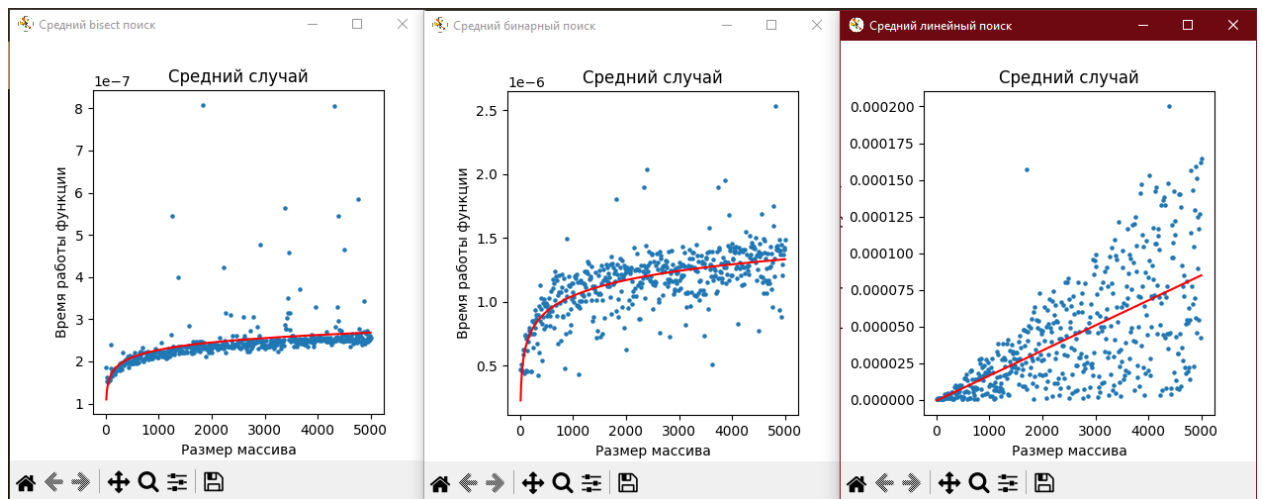 Средний bisect поиск
Средний случай
1e−7
8
7
6
5
4
3
2
1
Время работы функции
0 1000 2000 3000 4000 5000
Размер массива
Средний бинарный поиск
Средний случай
1e−6
2.5
2.0
1.5
1.0
0.5
Время работы функции
0 1000 2000 3000 4000 5000
Размер массива
Средний линейный поиск
Средний случай
0.000200
0.000175
0.000150
0.000125
0.000100
0.000075
0.000050
0.000025
0.000000
0 1000 2000 3000 4000 5000
Размер массива